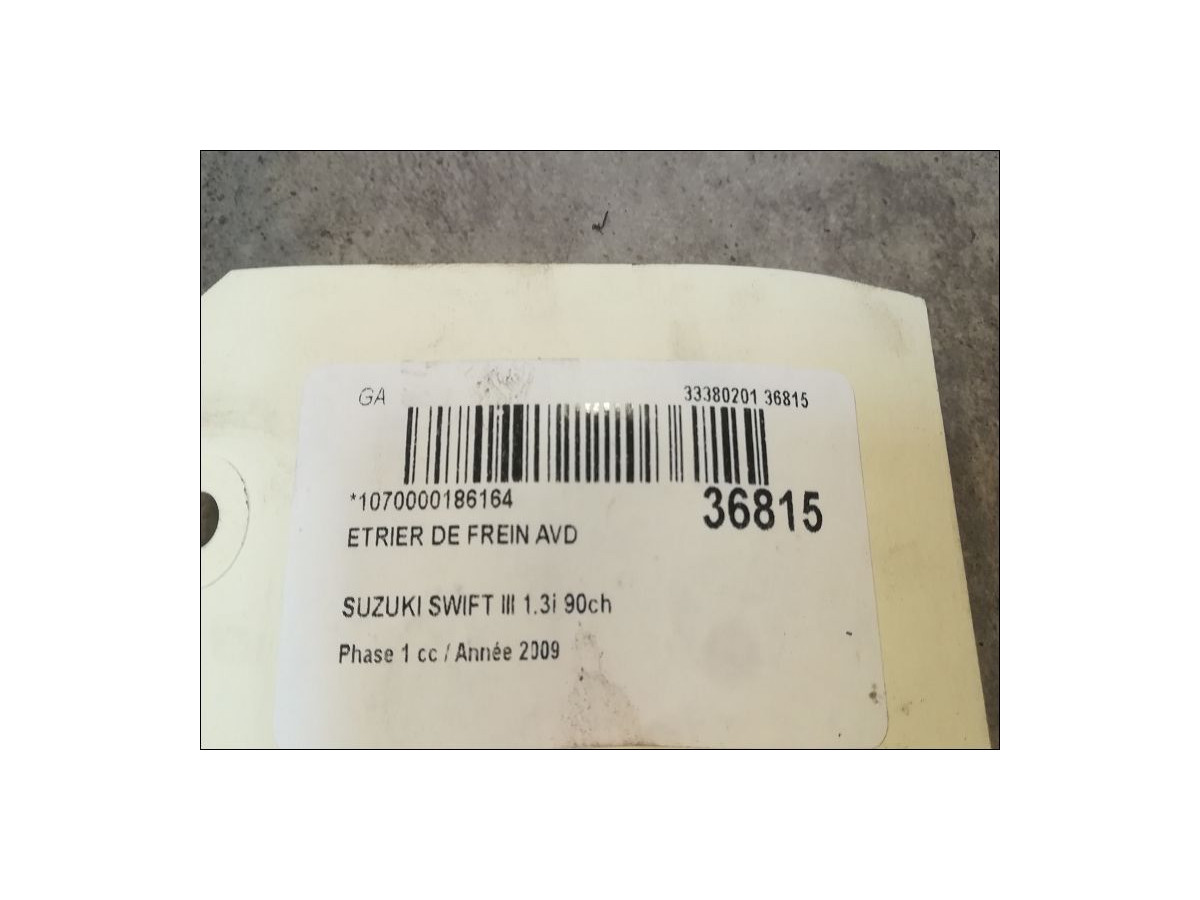 GA 33380201 36815
*1070000186164 36815
ETRIER DE FREIN AVD
SUZUKI SWIFT III 1.3i 90ch
Phase 1 cc / Année 2009